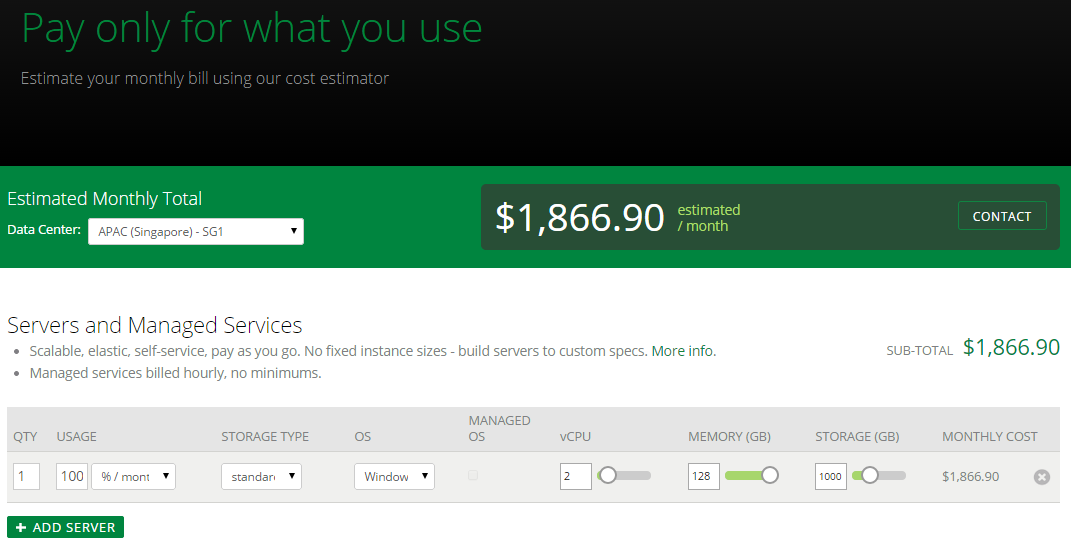 Pay only for what you use
Estimate your monthly bill using our cost estimator
Estimated Monthly Total
Data Center: APAC (Singapore) - SG1
$1,866.90 estimated / month
CONTACT
Servers and Managed Services
Scalable, elastic, self-service, pay as you go. No fixed instance sizes - build servers to custom specs. More info.
Managed services billed hourly, no minimums.
SUB-TOTAL $1,866.90
QTY USAGE STORAGE TYPE OS MANAGED OS vCPU MEMORY (GB) STORAGE (GB) MONTHLY COST
1 100 % / mont standar Window 2 128 1000 $1,866.90
+ ADD SERVER